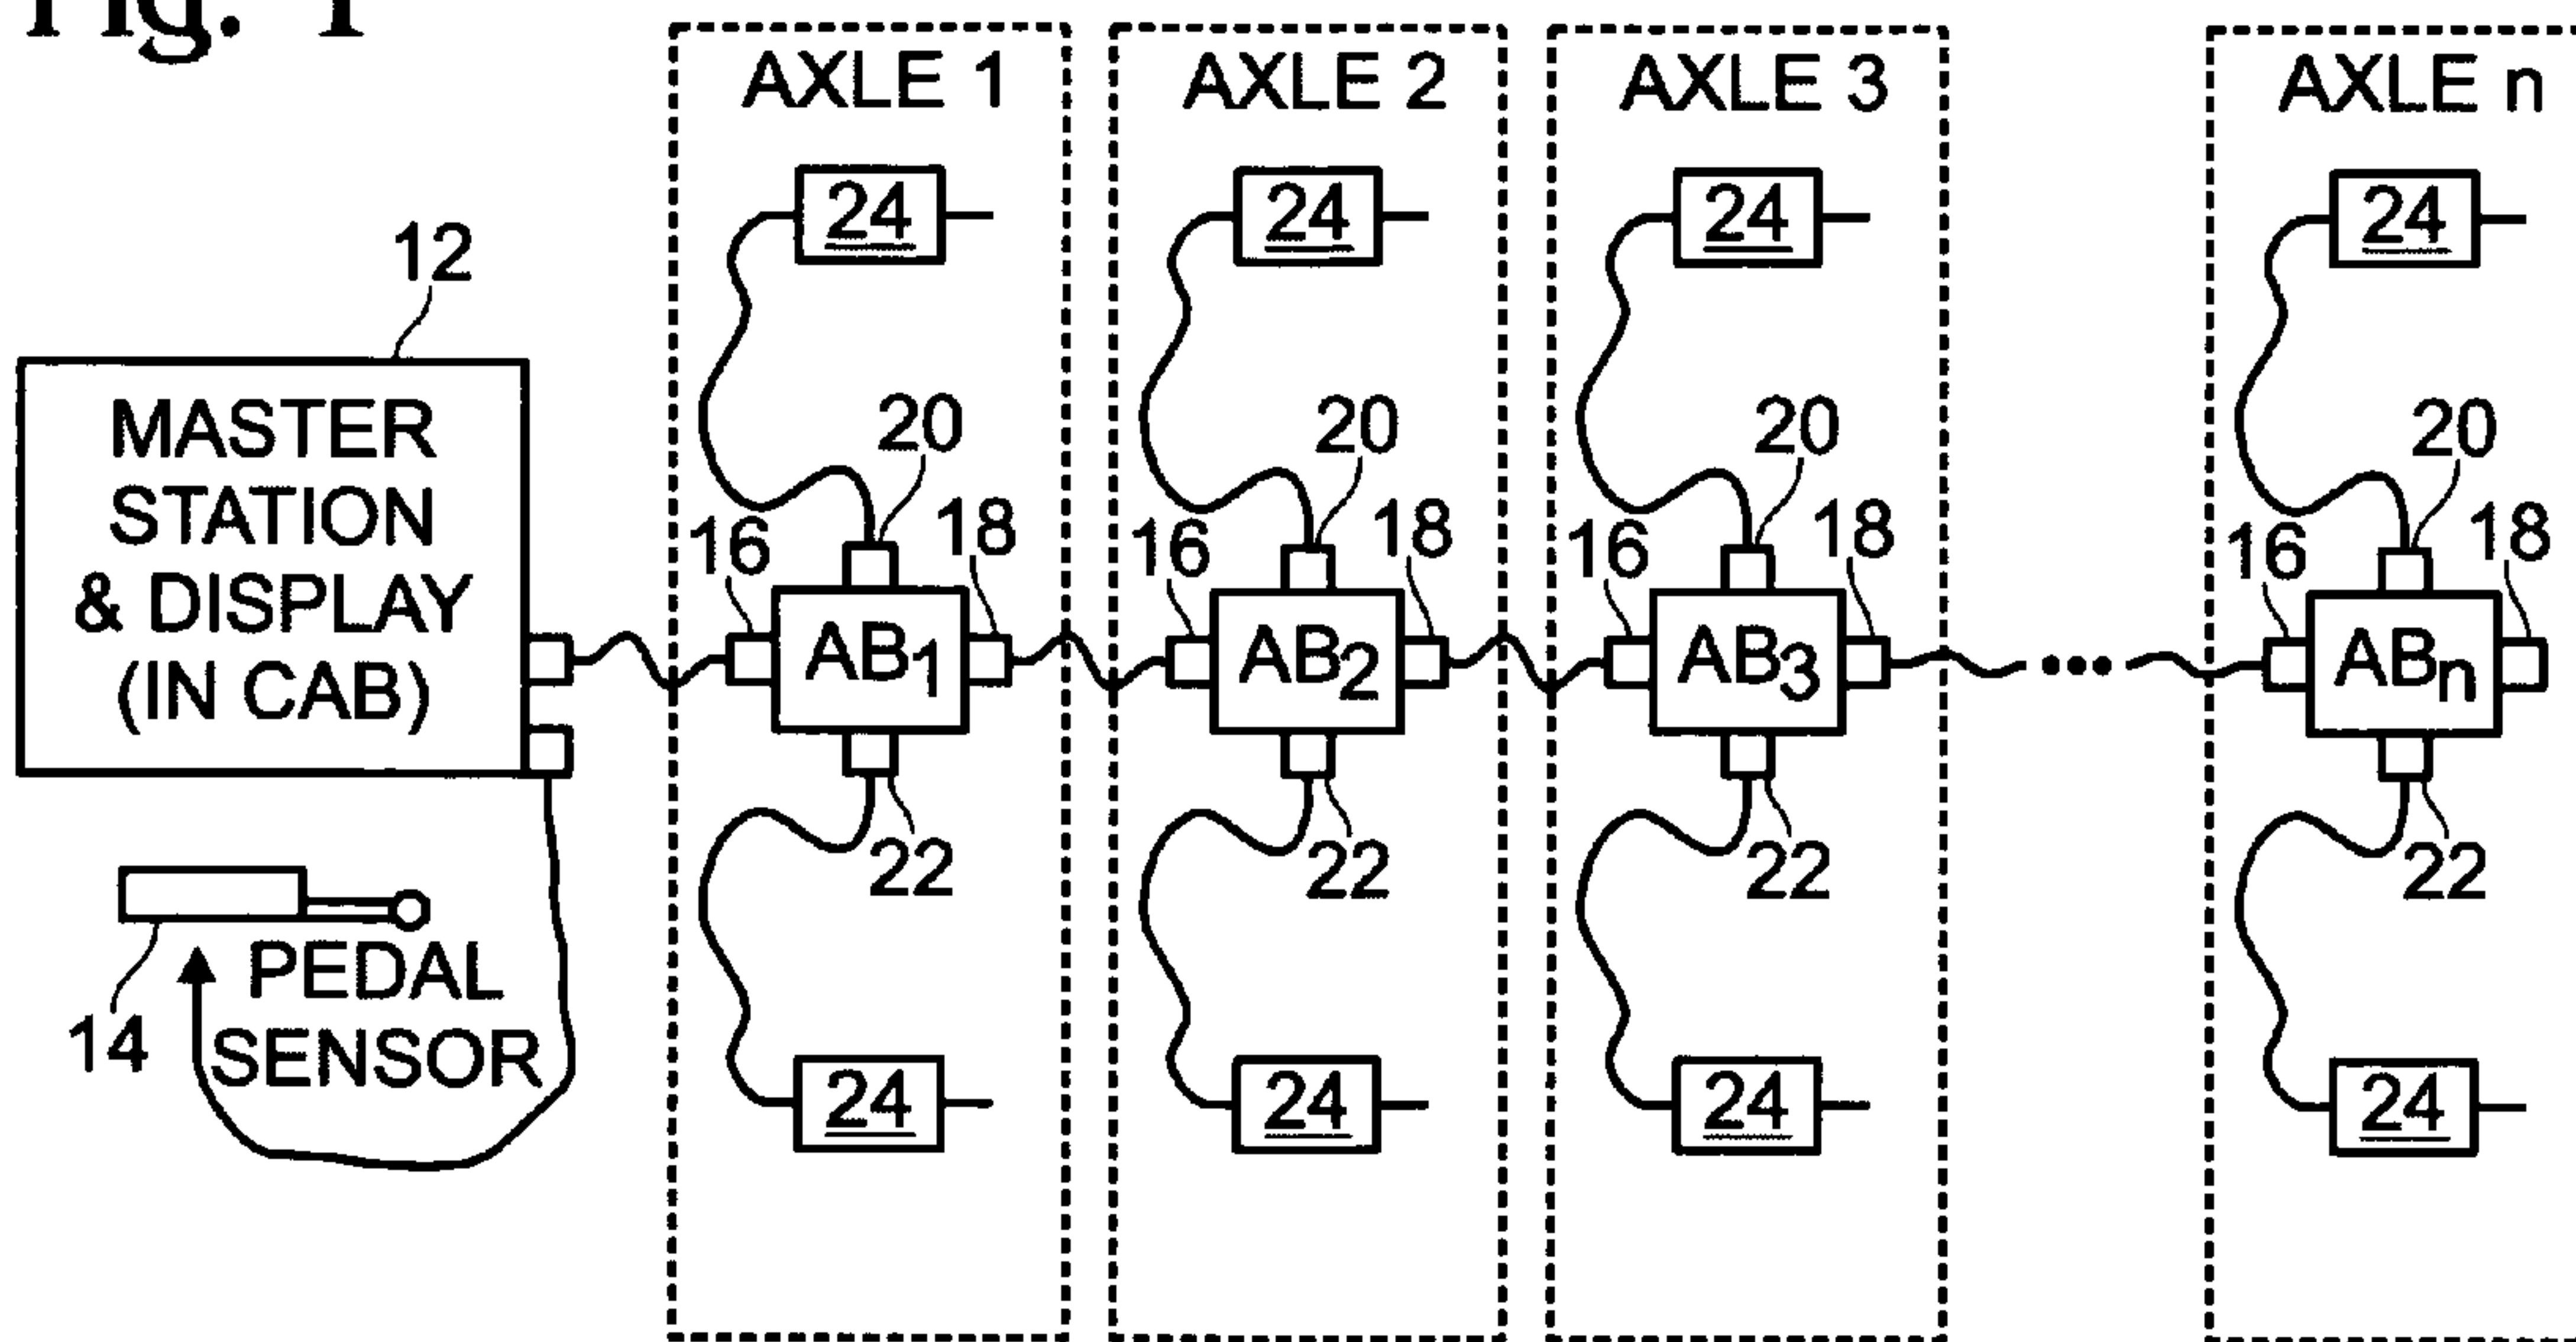 Fig. 1
AXLE 1
AXLE 2
AXLE 3
AXLE n
24
24
24
24
12
MASTER
STATION
& DISPLAY
(IN CAB)
20
20
20
20
16
18
16
18
16
18
16
18
AB1
AB2
AB3
•••
ABn
22
22
22
22
14
PEDAL
SENSOR
24
24
24
24